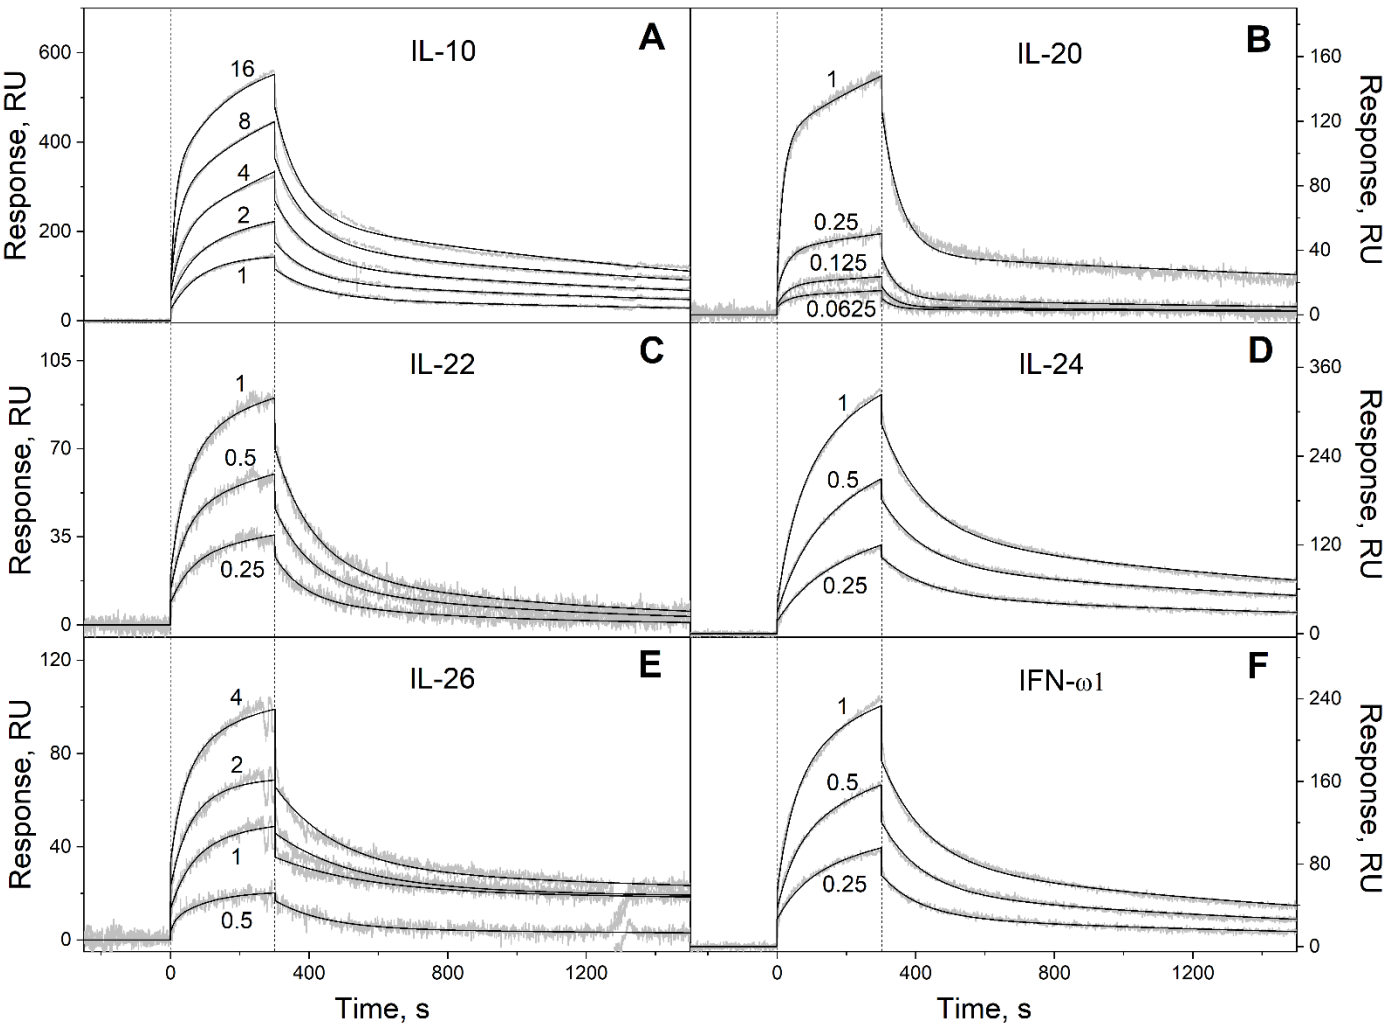 A
IL-10
Response, RU
600
400
200
0
16
8
4
2
1
B
IL-20
Response, RU
160
120
80
40
0
1
0.25
0.125
0.0625
C
IL-22
Response, RU
105
70
35
0
1
0.5
0.25
D
IL-24
Response, RU
360
240
120
0
1
0.5
0.25
E
IL-26
Response, RU
120
80
40
0
4
2
1
0.5
0
400
800
1200
Time, s
F
IFN-ω1
Response, RU
240
160
80
0
1
0.5
0.25
0
400
800
1200
Time, s